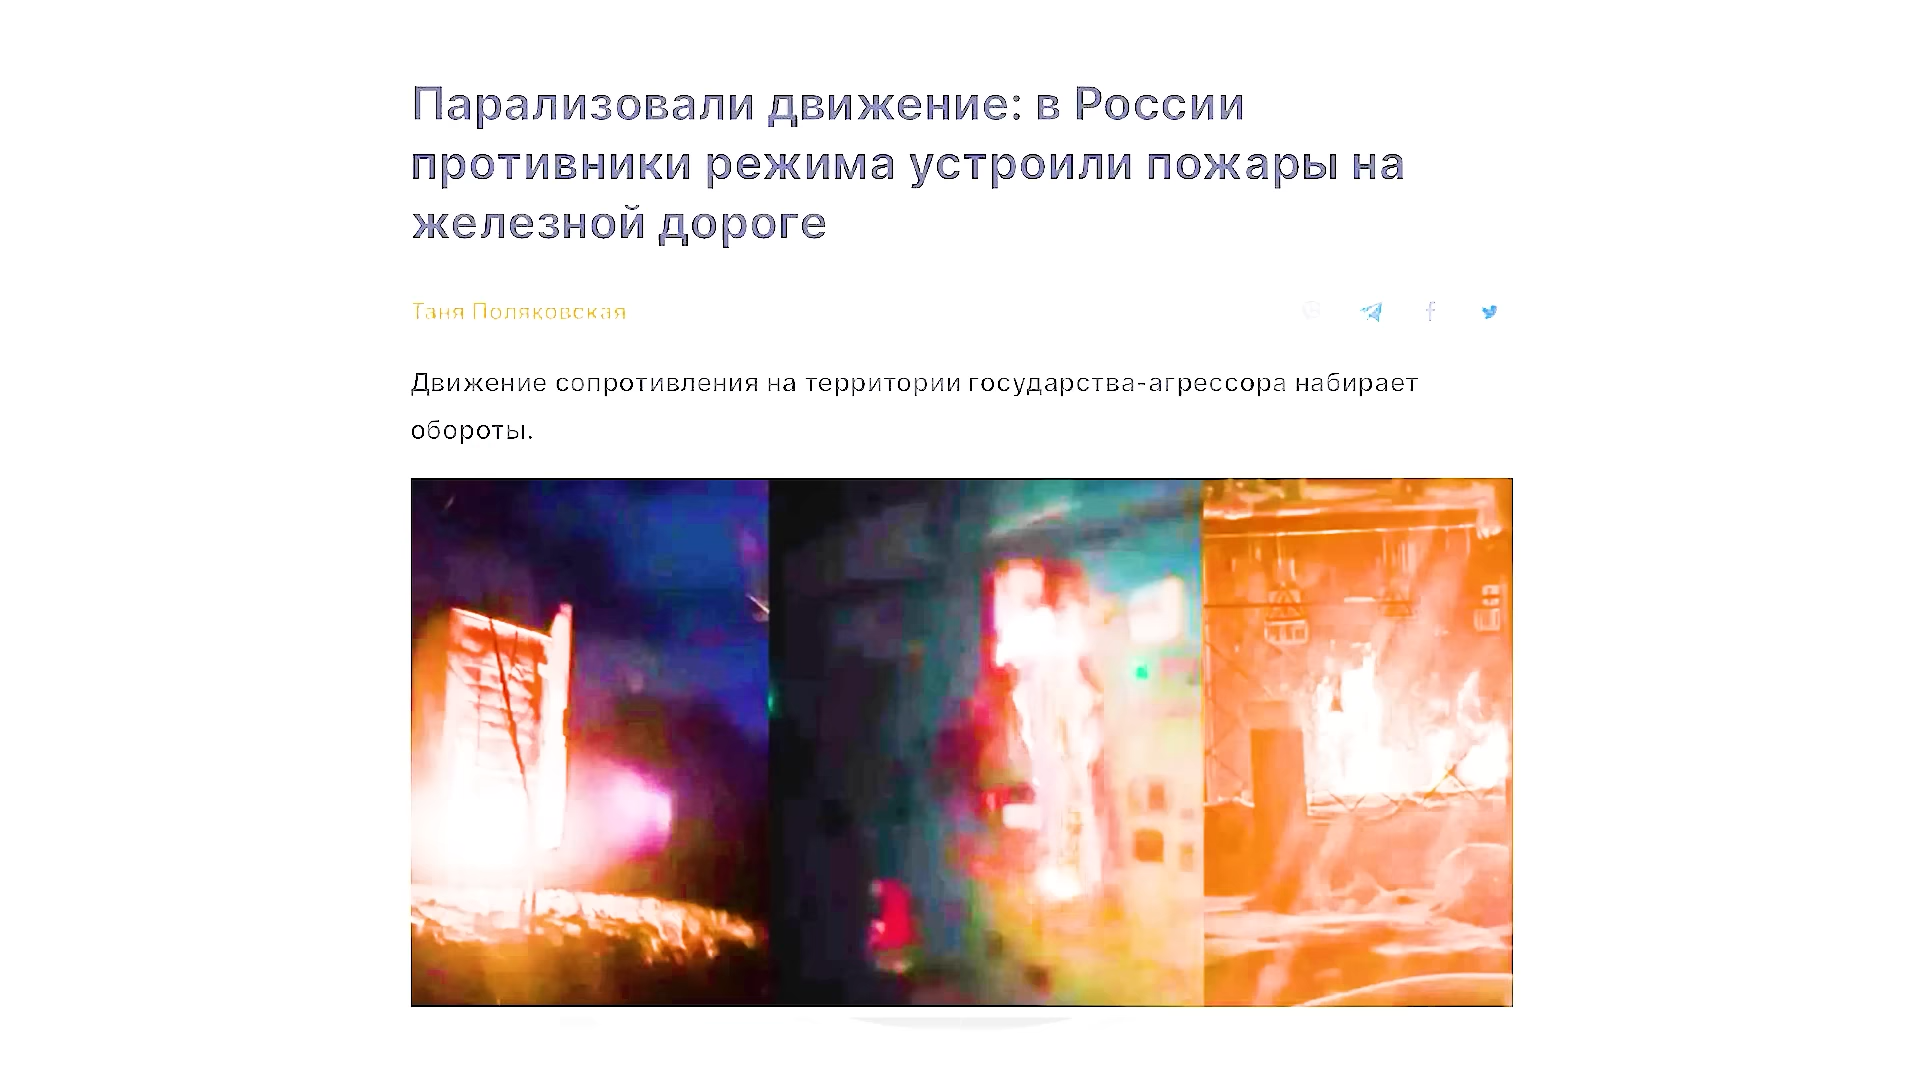 Парализовали движение: в России
противники режима устроили пожары на
железной дороге
Таня Поляковская
Движение сопротивления на территории государства-агрессора набирает
обороты.